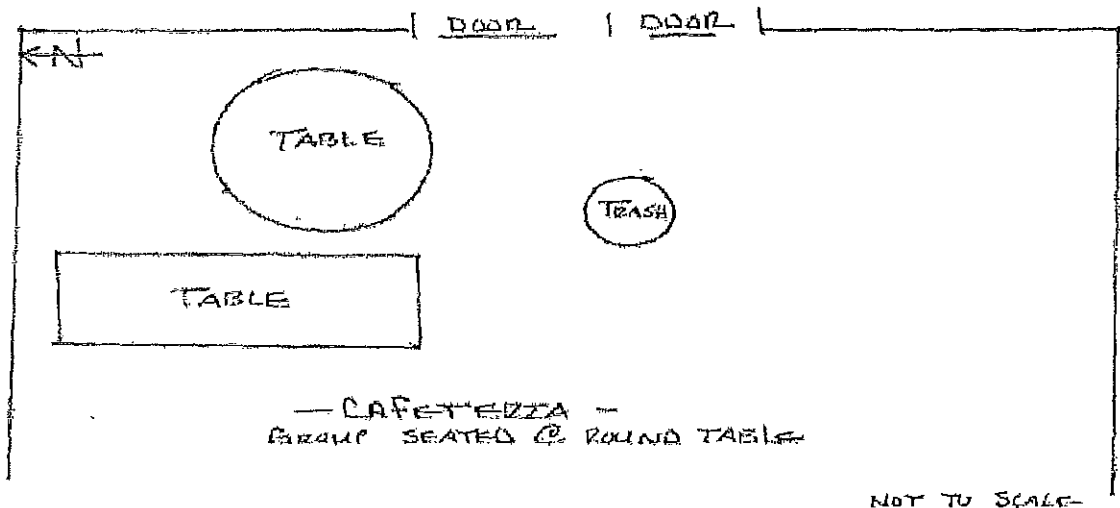 DOOR DOOR
N
TABLE
TRASH
TABLE
- CAFETERIA -
GROUP SEATED @ ROUND TABLE
NOT TO SCALE